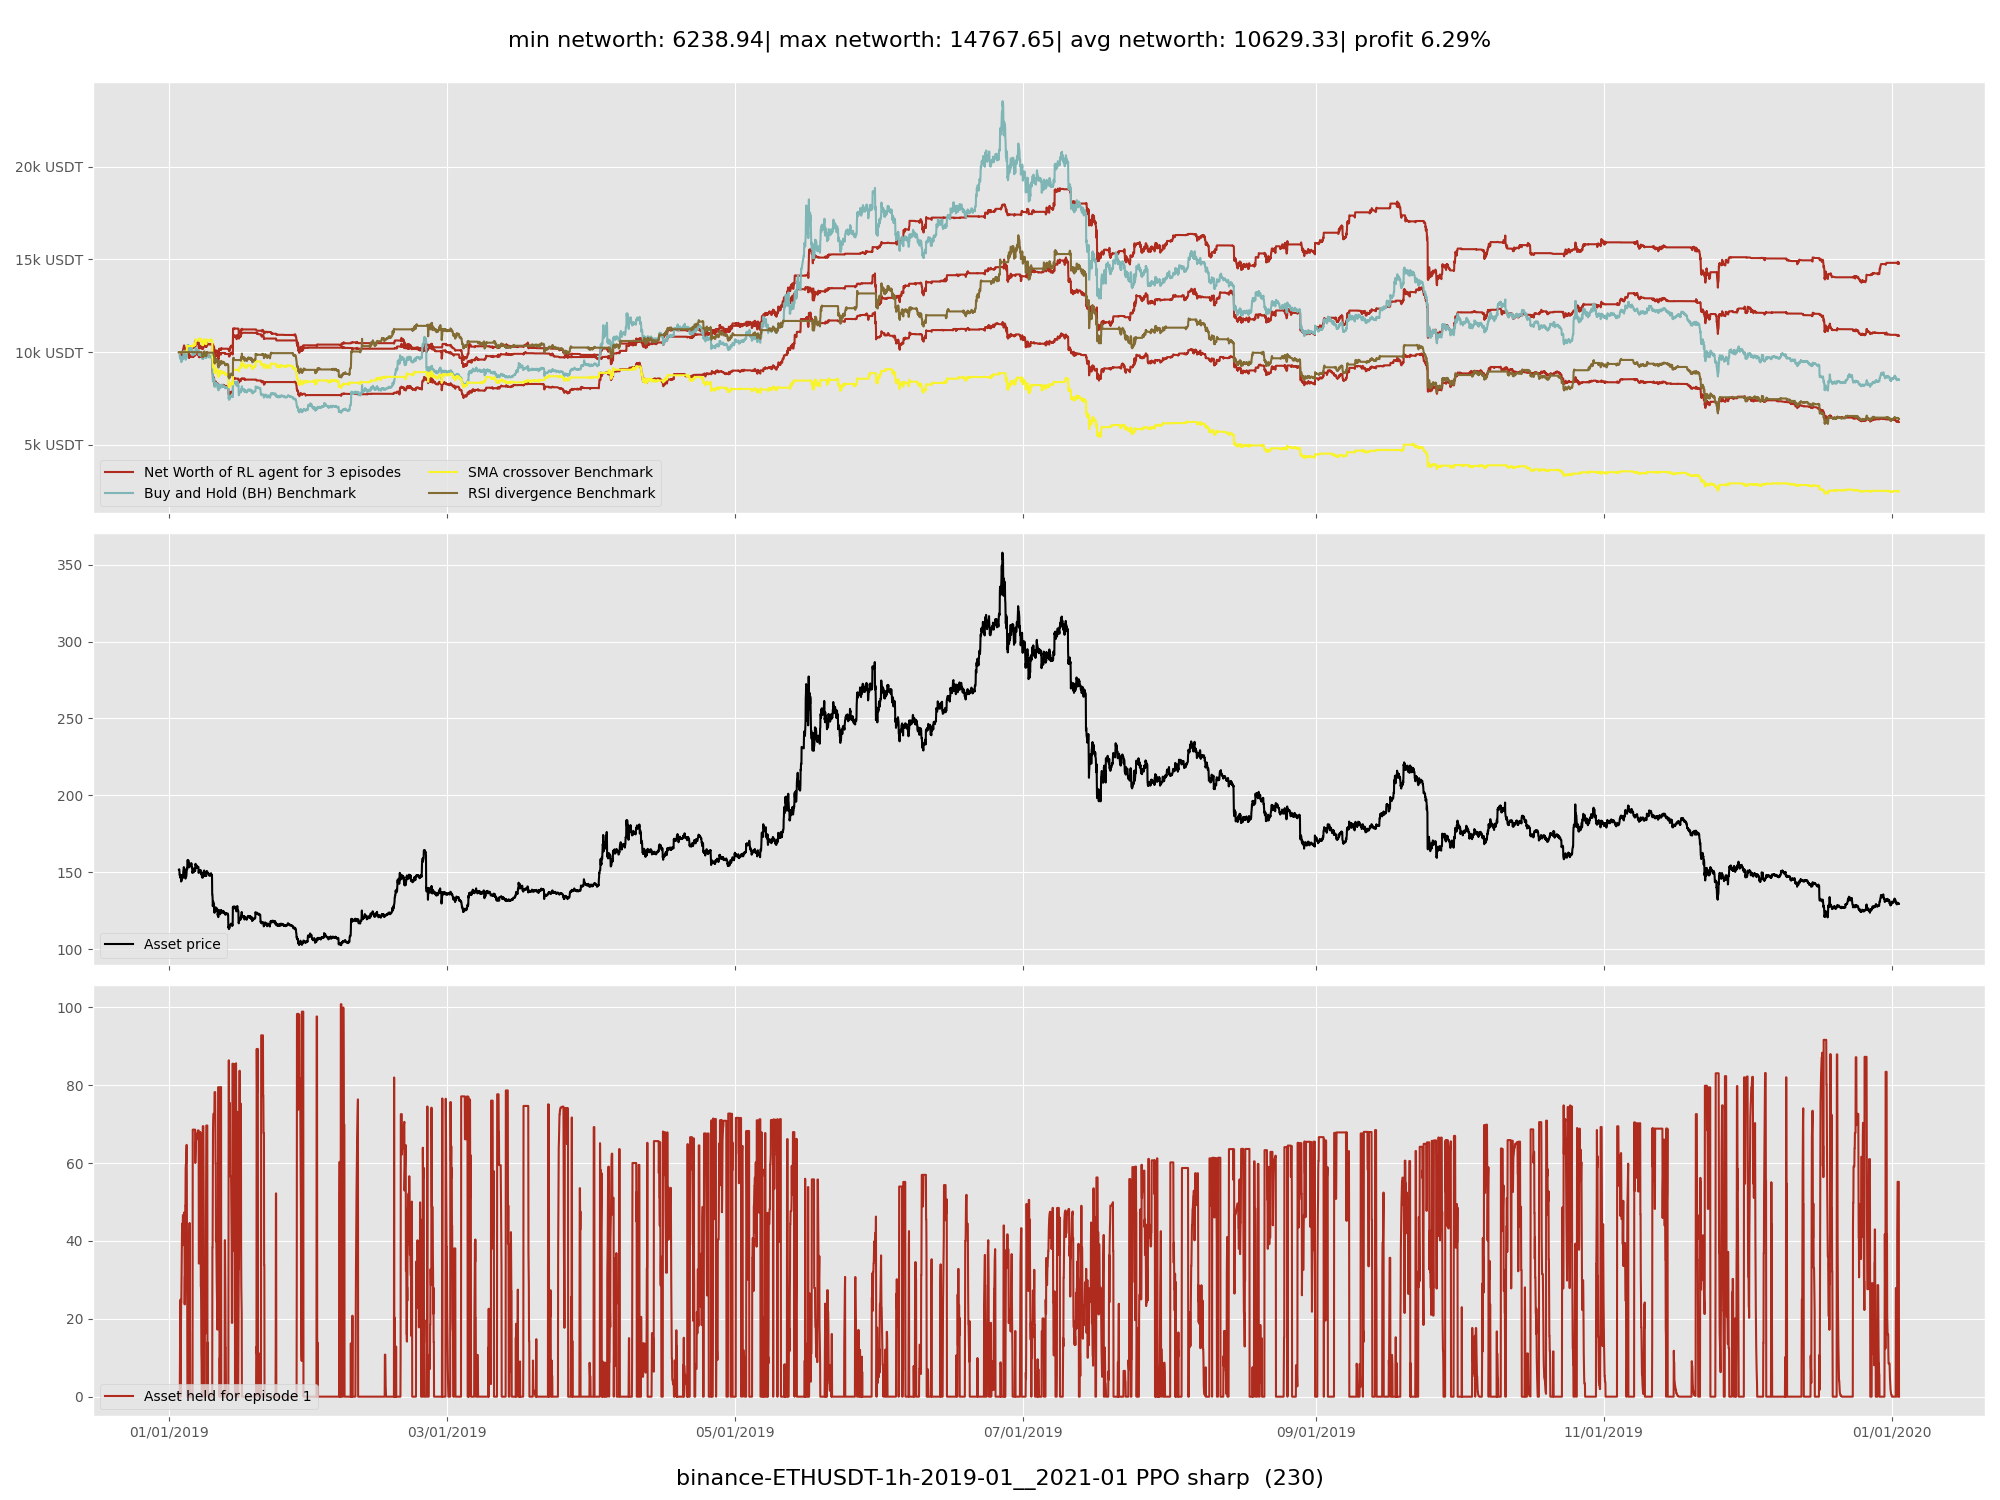 min networth: 6238.94| max networth: 14767.65| avg networth: 10629.33| profit 6.29%
20k USDT
15k USDT
10k USDT
5k USDT
Net Worth of RL agent for 3 episodes
Buy and Hold (BH) Benchmark
SMA crossover Benchmark
RSI divergence Benchmark
350
300
250
200
150
100
Asset price
100
80
60
40
20
0
Asset held for episode 1
01/01/2019 03/01/2019 05/01/2019 07/01/2019 09/01/2019 11/01/2019 01/01/2020
binance-ETHUSDT-1h-2019-01__2021-01 PPO sharp (230)